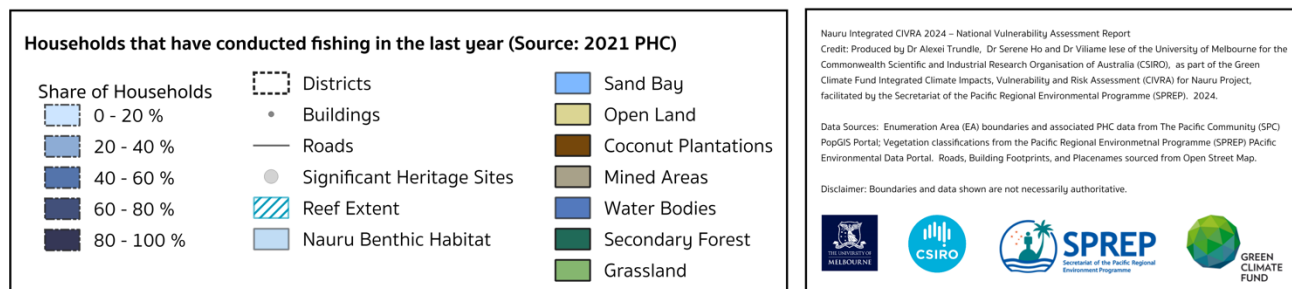 Households that have conducted fishing in the last year (Source: 2021 PHC)
Share of Households
0 - 20 %
20 - 40 %
40 - 60 %
60 - 80 %
80 - 100 %
Districts
Buildings
Roads
Significant Heritage Sites
Reef Extent
Nauru Benthic Habitat
Sand Bay
Open Land
Coconut Plantations
Mined Areas
Water Bodies
Secondary Forest
Grassland
Nauru Integrated CIVRA 2024 – National Vulnerability Assessment Report
Credit: Produced by Dr Alexei Trundle, Dr Serene Ho and Dr Viliame Iese of the University of Melbourne for the
Commonwealth Scientific and Industrial Research Organisation of Australia (CSIRO), as part of the Green
Climate Fund Integrated Climate Impacts, Vulnerability and Risk Assessment (CIVRA) for Nauru Project,
facilitated by the Secretariat of the Pacific Regional Environmental Programme (SPREP). 2024.
Data Sources: Enumeration Area (EA) boundaries and associated PHC data from The Pacific Community (SPC)
PopGIS Portal; Vegetation classifications from the Pacific Regional Environmetnal Programme (SPREP) PAcific
Environmental Data Portal. Roads, Building Footprints, and Placenames sourced from Open Street Map.
Disclaimer: Boundaries and data shown are not necessarily authoritative.
THE UNIVERSITY OF
MELBOURNE
CSIRO
SPREP
Secretariat of the Pacific Regional
Environment Programme
GREEN
CLIMATE
FUND